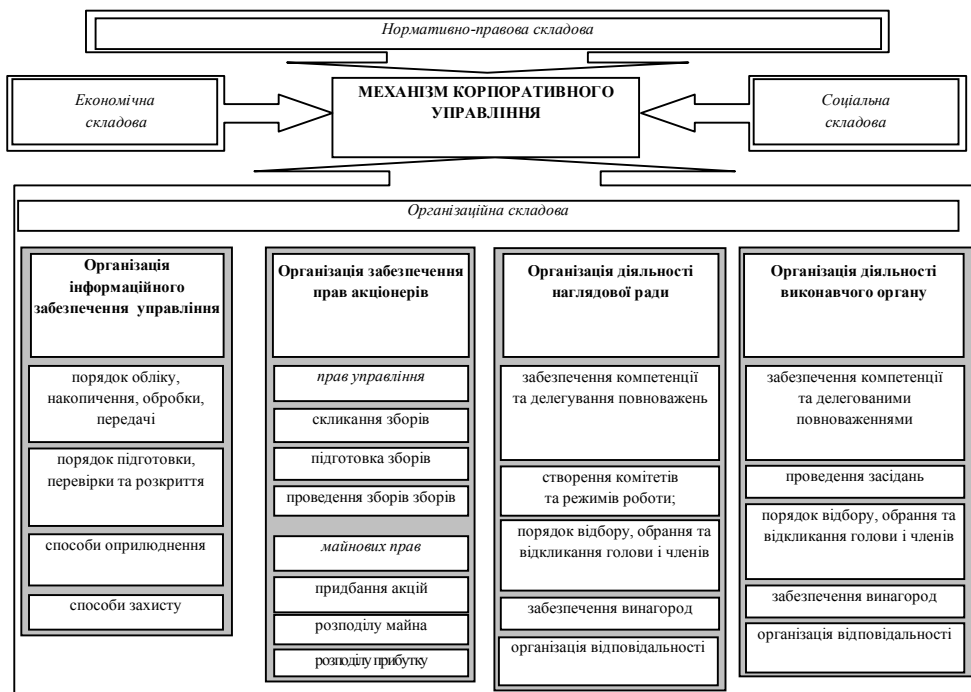 Нормативно-правова складова
Економічна
складова
МЕХАНІЗМ КОРПОРАТИВНОГО
УПРАВЛІННЯ
Соціальна
складова
Організаційна складова
Організація
інформаційного
забезпечення управління
порядок обліку,
накопичення, обробки,
передачі
порядок підготовки,
перевірки та розкриття
способи оприлюднення
способи захисту
Організація забезпечення
прав акціонерів
прав управління
скликання зборів
підготовка зборів
проведення зборів зборів
майнових прав
придбання акцій
розподілу майна
розподілу прибутку
Організація діяльності
наглядової ради
забезпечення компетенції
та делегування повноважень
створення комітетів
та режимів роботи;
порядок відбору, обрання та
відкликання голови і членів
забезпечення винагород
організація відповідальності
Організація діяльності
виконавчого органу
забезпечення компетенції
та делегованими
повноваженнями
проведення засідань
порядок відбору, обрання та
відкликання голови і членів
забезпечення винагород
організація відповідальності